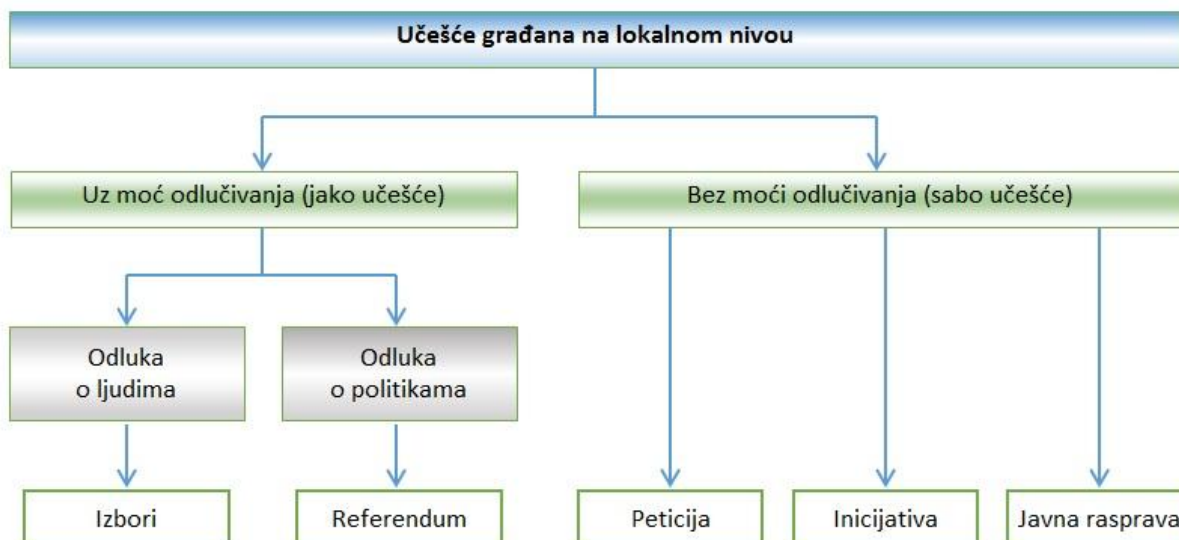 Učešće građana na lokalnom nivou
Uz moć odlučivanja (jako učešće)
Bez moći odlučivanja (sabo učešće)
Odluka
o ljudima
Odluka
o politikama
Izbori
Referendum
Peticija
Inicijativa
Javna rasprava